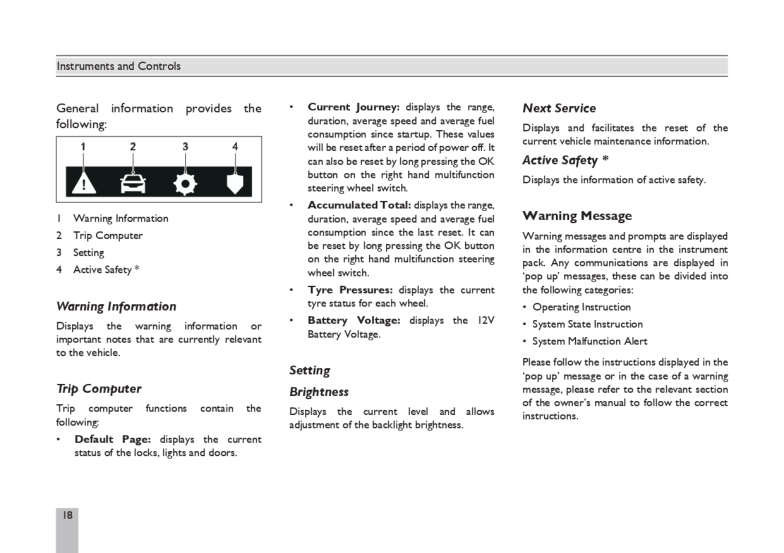 Instruments and Controls
General information provides the
following:
1 2 3 4
1 Warning Information
2 Trip Computer
3 Setting
4 Active Safety *
Warning Information
Displays the warning information or
important notes that are currently relevant
to the vehicle.
Trip Computer
Trip computer functions contain the
following:
• Default Page: displays the current
status of the locks, lights and doors.
• Current Journey: displays the range,
duration, average speed and average fuel
consumption since startup. These values
will be reset after a period of power off. It
can also be reset by long pressing the OK
button on the right hand multifunction
steering wheel switch.
• Accumulated Total: displays the range,
duration, average speed and average fuel
consumption since the last reset. It can
be reset by long pressing the OK button
on the right hand multifunction steering
wheel switch.
• Tyre Pressures: displays the current
tyre status for each wheel.
• Battery Voltage: displays the 12V
Battery Voltage.
Setting
Brightness
Displays the current level and allows
adjustment of the backlight brightness.
Next Service
Displays and facilitates the reset of the
current vehicle maintenance information.
Active Safety *
Displays the information of active safety.
Warning Message
Warning messages and prompts are displayed
in the information centre in the instrument
pack. Any communications are displayed in
‘pop up’ messages, these can be divided into
the following categories:
• Operating Instruction
• System State Instruction
• System Malfunction Alert
Please follow the instructions displayed in the
‘pop up’ message or in the case of a warning
message, please refer to the relevant section
of the owner’s manual to follow the correct
instructions.
18